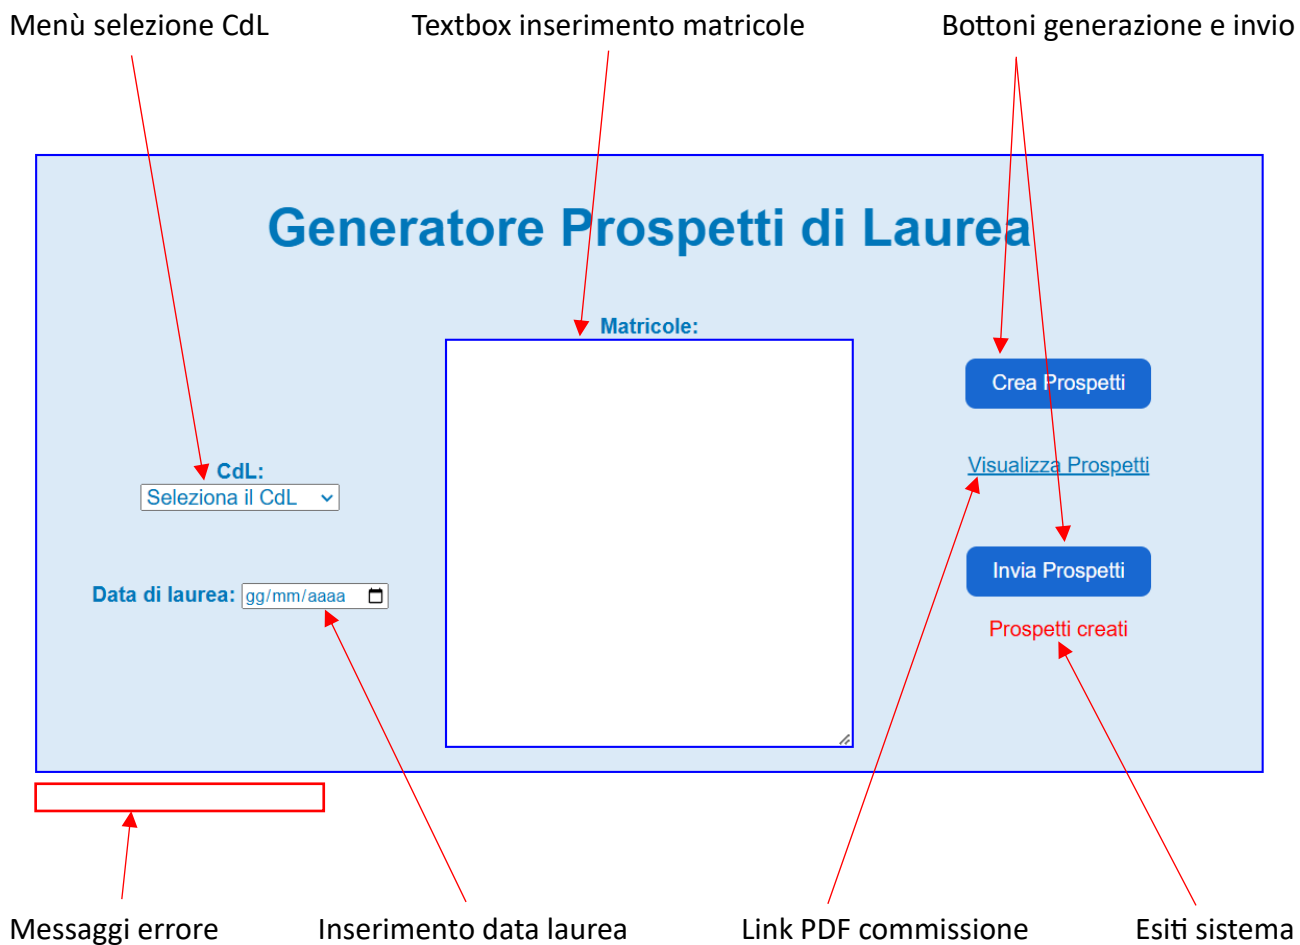 Menù selezione CdL
Textbox inserimento matricole
Bottoni generazione e invio
Generatore Prospetti di Laurea
Matricole:
Crea Prospetti
CdL:
Seleziona il CdL
Visualizza Prospetti
Data di laurea: gg/mm/aaaa
Invia Prospetti
Prospetti creati
Messaggi errore
Inserimento data laurea
Link PDF commissione
Esiti sistema